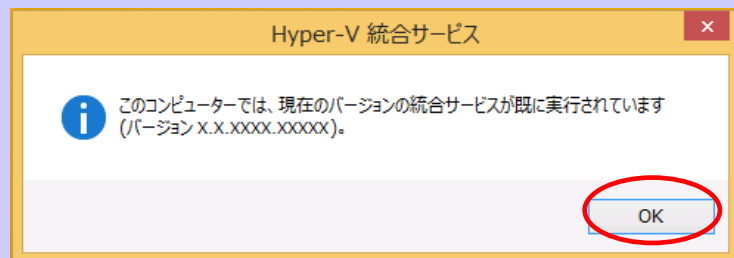 Hyper-V 統合サービス
このコンピューターでは、現在のバージョンの統合サービスが既に実行されています
(バージョン X.X.XXXX.XXXXX)。
OK